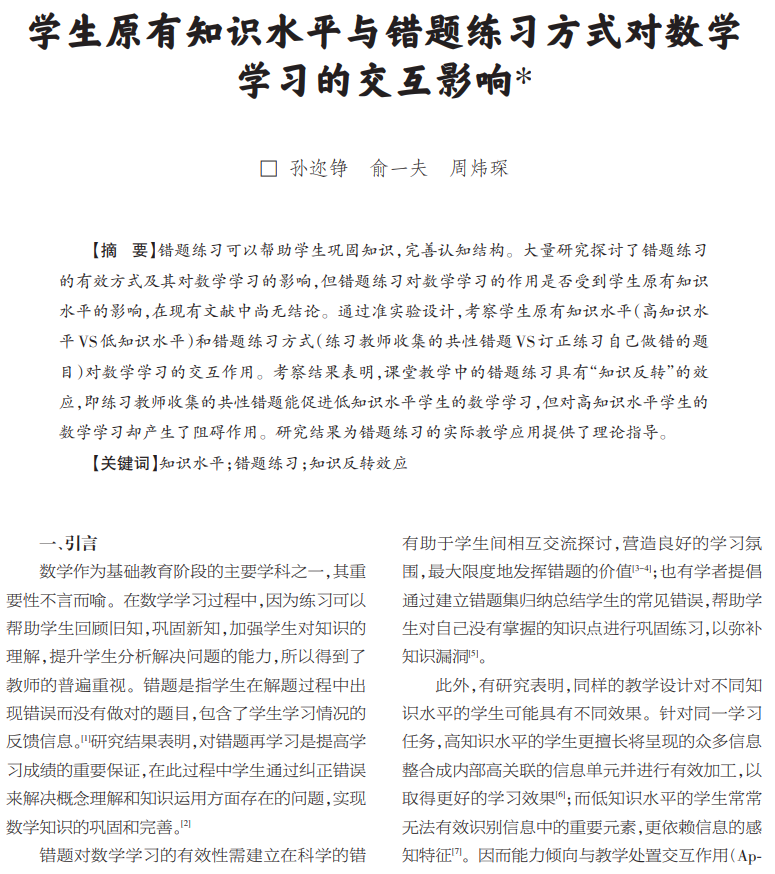 学生原有知识水平与错题练习方式对数学
学习的交互影响*
□ 孙迩铮 俞一夫 周炜琛
【摘 要】错题练习可以帮助学生巩固知识,完善认知结构。大量研究探讨了错题练习
的有效方式及其对数学学习的影响,但错题练习对数学学习的作用是否受到学生原有知识
水平的影响,在现有文献中尚无结论。通过准实验设计,考察学生原有知识水平(高知识水
平VS低知识水平)和错题练习方式(练习教师收集的共性错题VS订正练习自己做错的题
目)对数学学习的交互作用。考察结果表明,课堂教学中的错题练习具有“知识反转”的效
应,即练习教师收集的共性错题能促进低知识水平学生的数学学习,但对高知识水平学生的
数学学习却产生了阻碍作用。研究结果为错题练习的实际教学应用提供了理论指导。
【关键词】知识水平;错题练习;知识反转效应
一、引言
数学作为基础教育阶段的主要学科之一,其重
要性不言而喻。在数学学习过程中,因为练习可以
帮助学生回顾旧知,巩固新知,加强学生对知识的
理解,提升学生分析解决问题的能力,所以得到了
教师的普遍重视。错题是指学生在解题过程中出
现错误而没有做对的题目,包含了学生学习情况的
反馈信息。[1]研究结果表明,对错题再学习是提高学
习成绩的重要保证,在此过程中学生通过纠正错误
来解决概念理解和知识运用方面存在的问题,实现
数学知识的巩固和完善。[2]
错题对数学学习的有效性需建立在科学的错
有助于学生间相互交流探讨,营造良好的学习氛
围,最大限度地发挥错题的价值[3-4];也有学者提倡
通过建立错题集归纳总结学生的常见错误,帮助学
生对自己没有掌握的知识点进行巩固练习,以弥补
知识漏洞[5]。
此外,有研究表明,同样的教学设计对不同知
识水平的学生可能具有不同效果。针对同一学习
任务,高知识水平的学生更擅长将呈现的众多信息
整合成内部高关联的信息单元并进行有效加工,以
取得更好的学习效果[6];而低知识水平的学生常常
无法有效识别信息中的重要元素,更依赖信息的感
知特征[7]。因而能力倾向与教学处置交互作用(Ap-